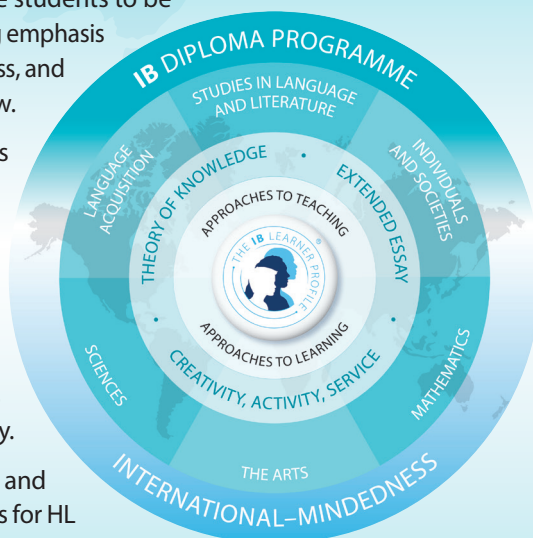 e students to be
g emphasis
ss, and
w.
s
y.
and
s for HL
IB DIPLOMA PROGRAMME
STUDIES IN LANGUAGE
AND LITERATURE
LANGUAGE
ACQUISITION
INDIVIDUALS
AND SOCIETIES
THEORY OF KNOWLEDGE • EXTENDED ESSAY
APPROACHES TO TEACHING
THE IB LEARNER PROFILE ®
APPROACHES TO LEARNING
• CREATIVITY, ACTIVITY, SERVICE •
SCIENCES
MATHEMATICS
THE ARTS
INTERNATIONAL–MINDEDNESS